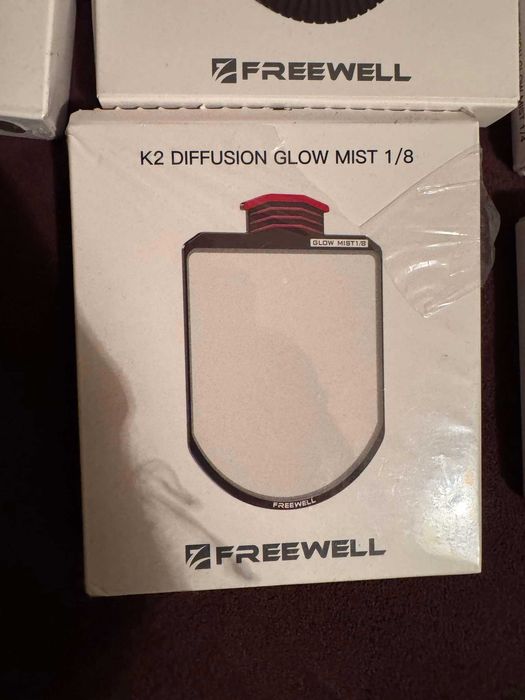 FREEWELL
K2 DIFFUSION GLOW MIST 1/8
GLOW MIST1/8
FREEWELL
FREEWELL